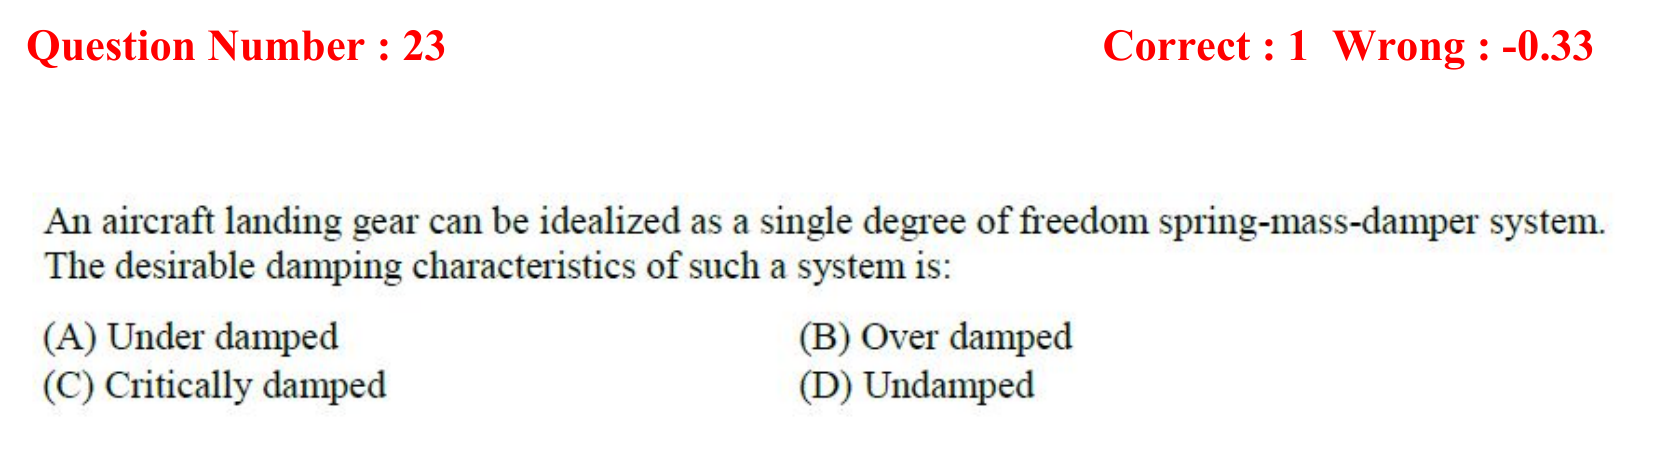 Question Number : 23 Correct : 1 Wrong : -0.33
An aircraft landing gear can be idealized as a single degree of freedom spring-mass-damper system.
The desirable damping characteristics of such a system is:
(A) Under damped (B) Over damped
(C) Critically damped (D) Undamped